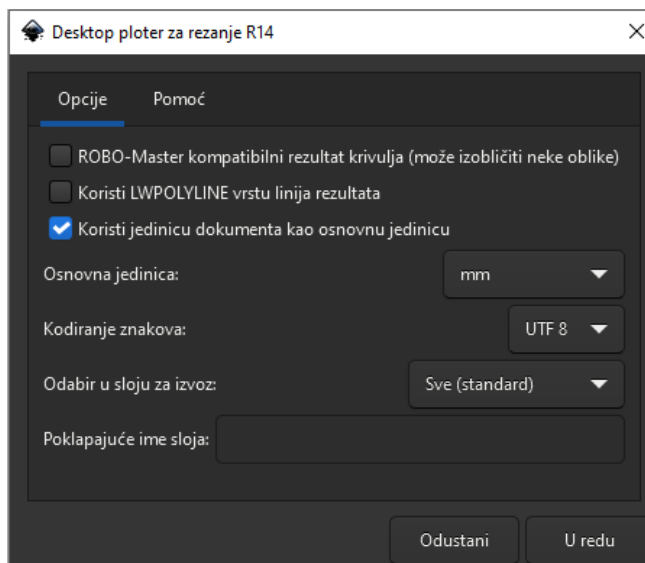 Desktop ploter za rezanje R14
Opcije Pomoć
ROBO-Master kompatibilni rezultat krivulja (može izobličiti neke oblike)
Koristi LWPOLYLINE vrstu linija rezultata
Koristi jedinicu dokumenta kao osnovnu jedinicu
Osnovna jedinica: mm
Kodiranje znakova: UTF 8
Odabir u sloju za izvoz: Sve (standard)
Poklapajuće ime sloja:
Odustani U redu